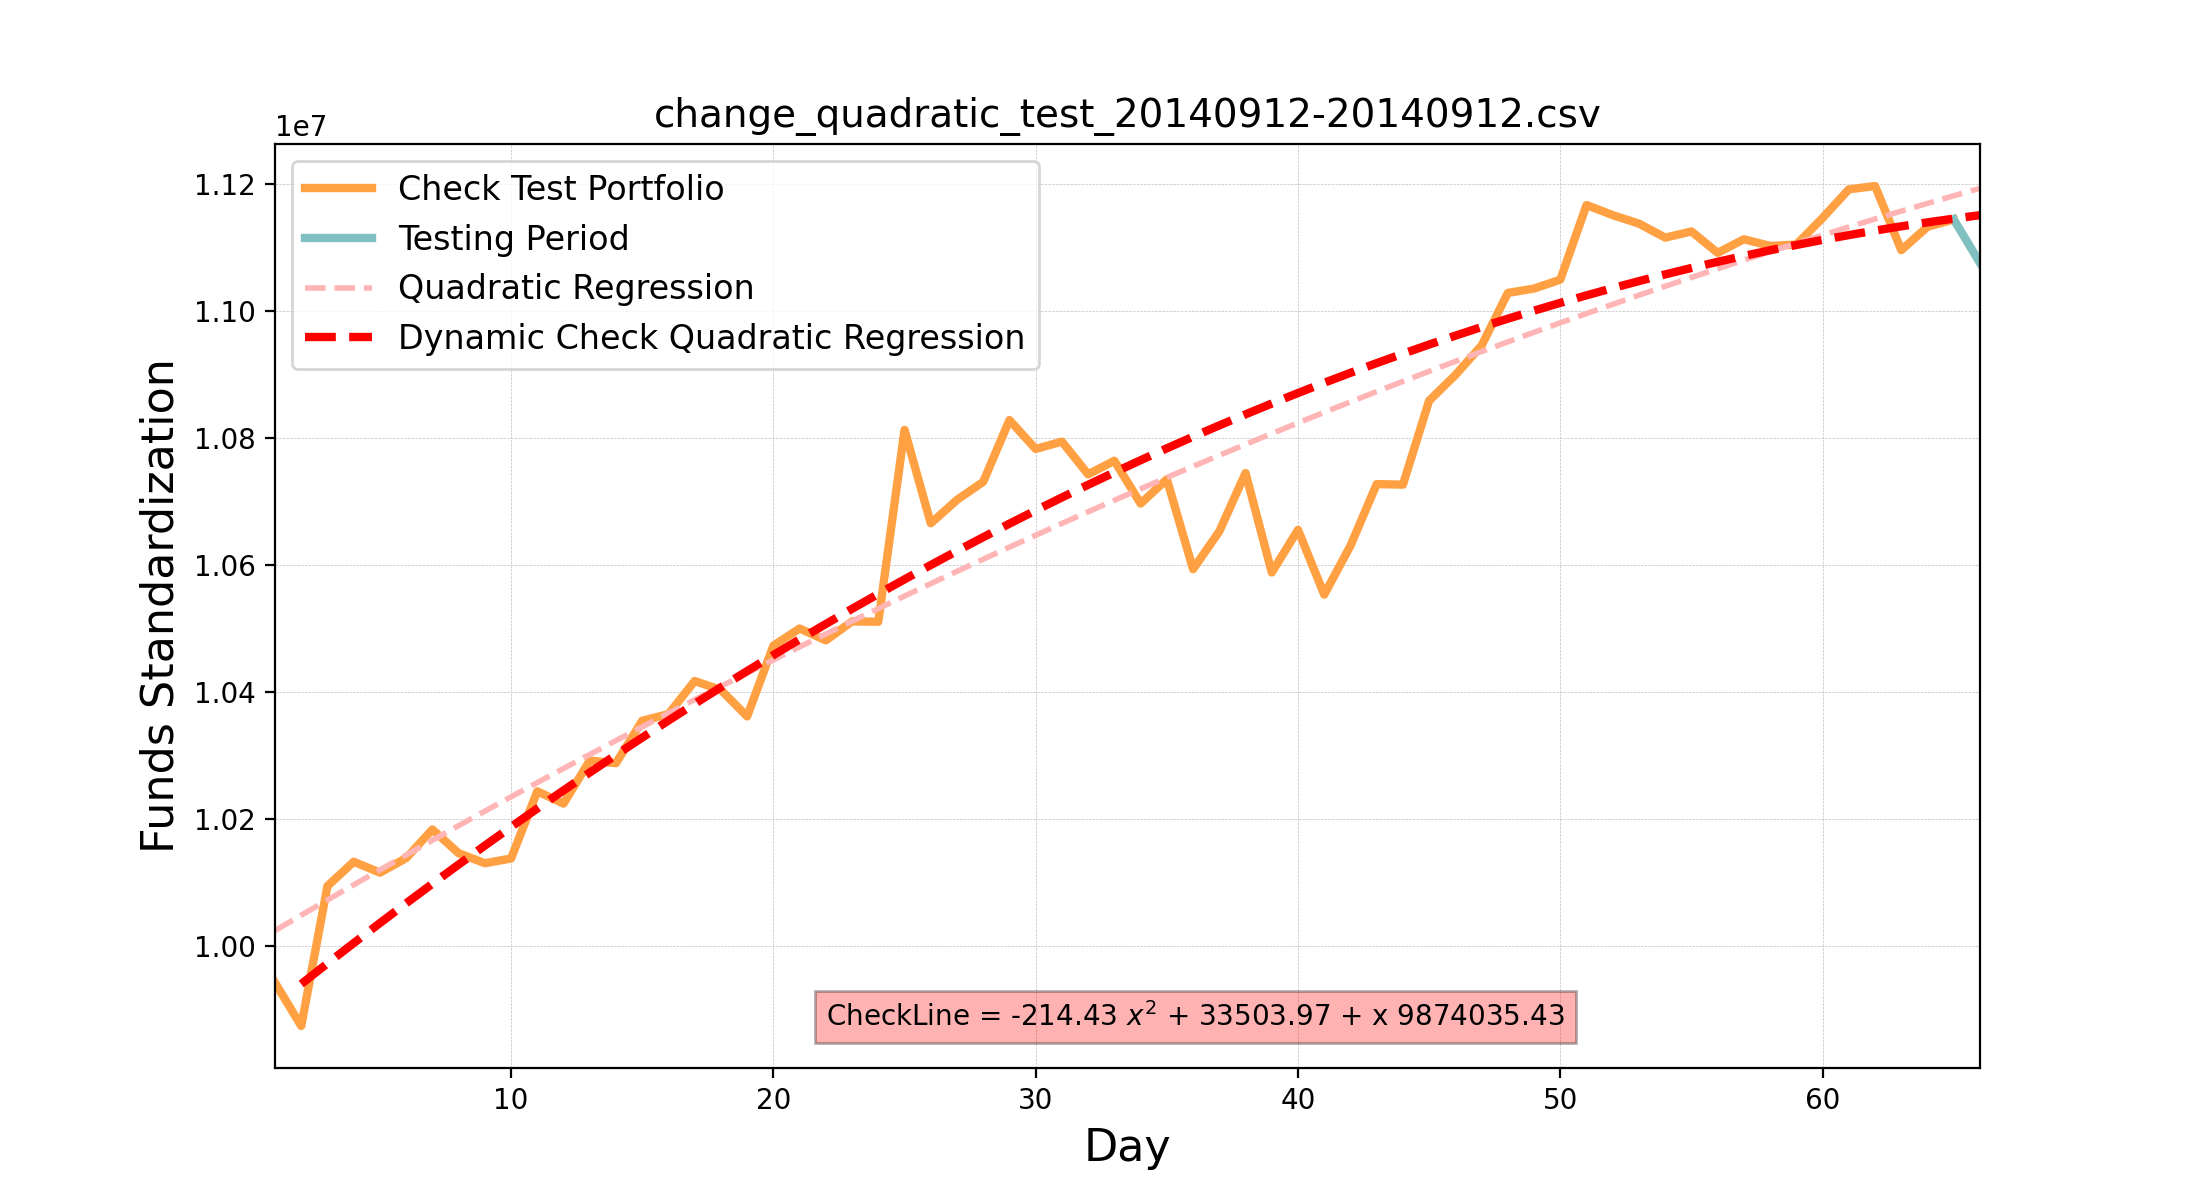 change_quadratic_test_20140912-20140912.csv
1e7
Check Test Portfolio
Testing Period
Quadratic Regression
Dynamic Check Quadratic Regression
1.12
1.10
1.08
1.06
1.04
1.02
1.00
Funds Standardization
CheckLine = -214.43 x² + 33503.97 + x 9874035.43
10 20 30 40 50 60
Day